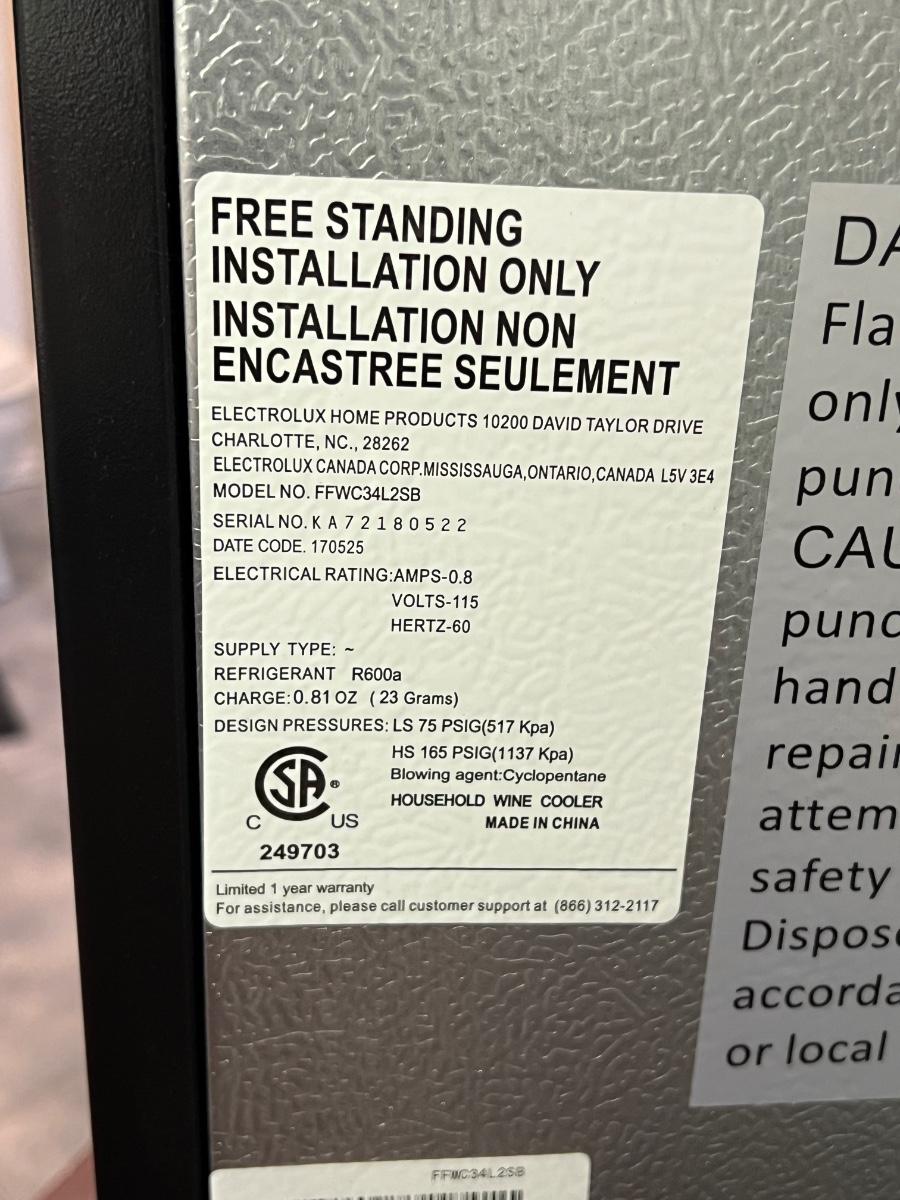 FREE STANDING
INSTALLATION ONLY
INSTALLATION NON
ENCASTREE SEULEMENT
ELECTROLUX HOME PRODUCTS 10200 DAVID TAYLOR DRIVE
CHARLOTTE, NC., 28262
ELECTROLUX CANADA CORP.MISSISSAUGA,ONTARIO,CANADA L5V 3E4
MODEL NO. FFWC34L2SB
SERIAL NO. K A 7 2 1 8 0 5 2 2
DATE CODE. 170525
ELECTRICAL RATING:AMPS-0.8
VOLTS-115
HERTZ-60
SUPPLY TYPE: ~
REFRIGERANT R600a
CHARGE:0.81 OZ ( 23 Grams)
DESIGN PRESSURES: LS 75 PSIG(517 Kpa)
HS 165 PSIG(1137 Kpa)
Blowing agent:Cyclopentane
HOUSEHOLD WINE COOLER
MADE IN CHINA
SA ®
C US
249703
Limited 1 year warranty
For assistance, please call customer support at (866) 312-2117
DA
Fla
only
pun
CAU
punc
hand
repair
attem
safety
Dispose
accorda
or local
FFWC34L2SB